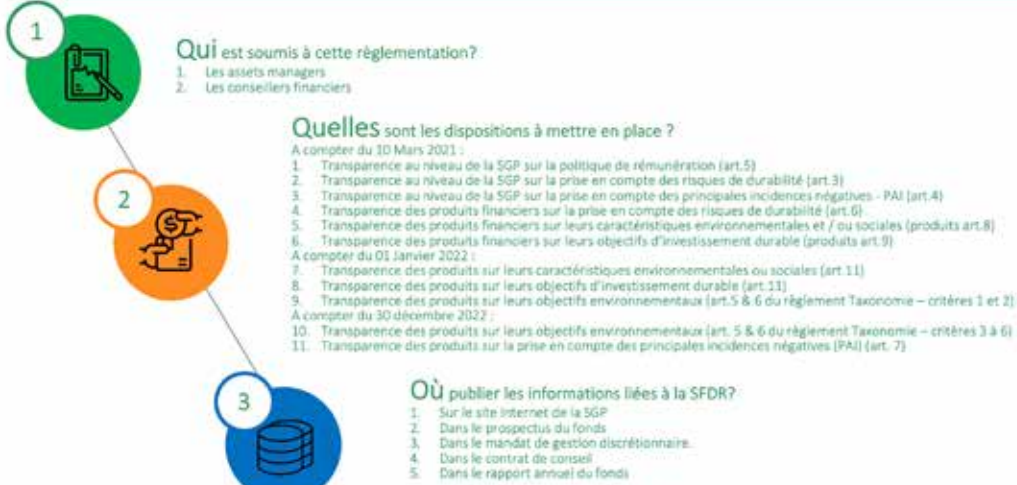 1
Qui est soumis à cette règlementation?
1. Les assets managers
2. Les conseillers financiers
2
Quelles sont les dispositions à mettre en place ?
A compter du 10 Mars 2021 :
1. Transparence au niveau de la SGP sur la politique de rémunération (art.5)
2. Transparence au niveau de la SGP sur la prise en compte des risques de durabilité (art.3)
3. Transparence au niveau de la SGP sur la prise en compte des principales incidences négatives - PAI (art.4)
4. Transparence des produits financiers sur la prise en compte des risques de durabilité (art.6)
5. Transparence des produits financiers sur leurs caractéristiques environnementales et / ou sociales (produits art.8)
6. Transparence des produits financiers sur leurs objectifs d'investissement durable (produits art.9)
A compter du 01 Janvier 2022 :
7. Transparence des produits sur leurs caractéristiques environnementales ou sociales (art 11)
8. Transparence des produits sur leurs objectifs d'investissement durable (art.11)
9. Transparence des produits sur leurs objectifs environnementaux (art.5 & 6 du règlement Taxonomie – critères 1 et 2)
A compter du 30 décembre 2022 :
10. Transparence des produits sur leurs objectifs environnementaux (art. 5 & 6 du règlement Taxonomie – critères 3 à 6)
11. Transparence des produits sur la prise en compte des principales incidences négatives (PAI) (art. 7)
3
Où publier les informations liées à la SFDR?
1. Sur le site internet de la SGP
2. Dans le prospectus du fonds
3. Dans le mandat de gestion discrétionnaire.
4. Dans le contrat de conseil
5. Dans le rapport annuel du fonds